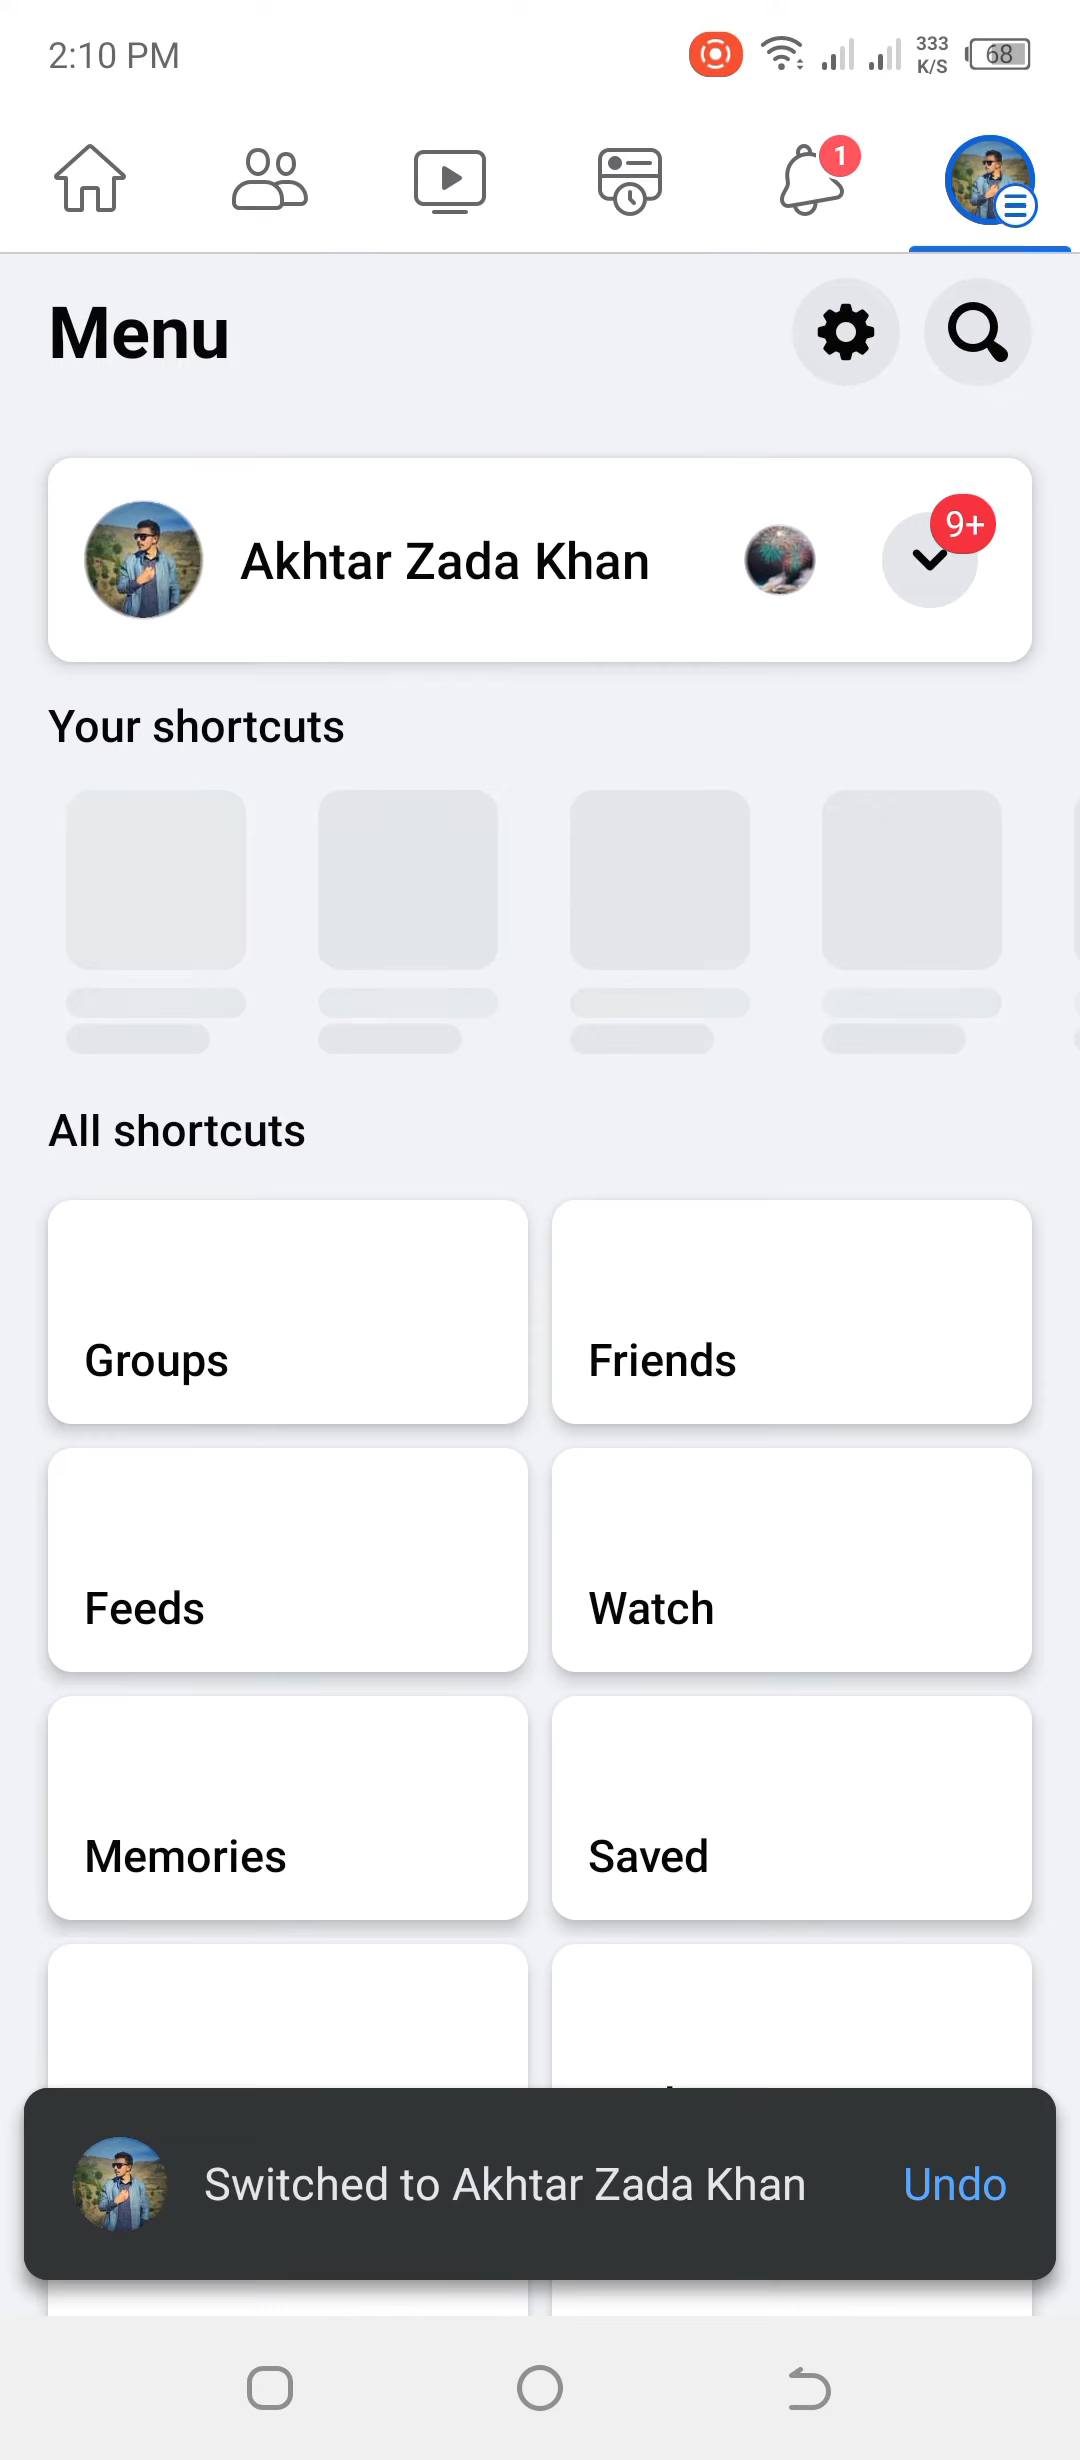 2:10 PM
333
K/S
68
1
Menu
Akhtar Zada Khan
9+
Your shortcuts
All shortcuts
Groups
Friends
Feeds
Watch
Memories
Saved
Switched to Akhtar Zada Khan
Undo